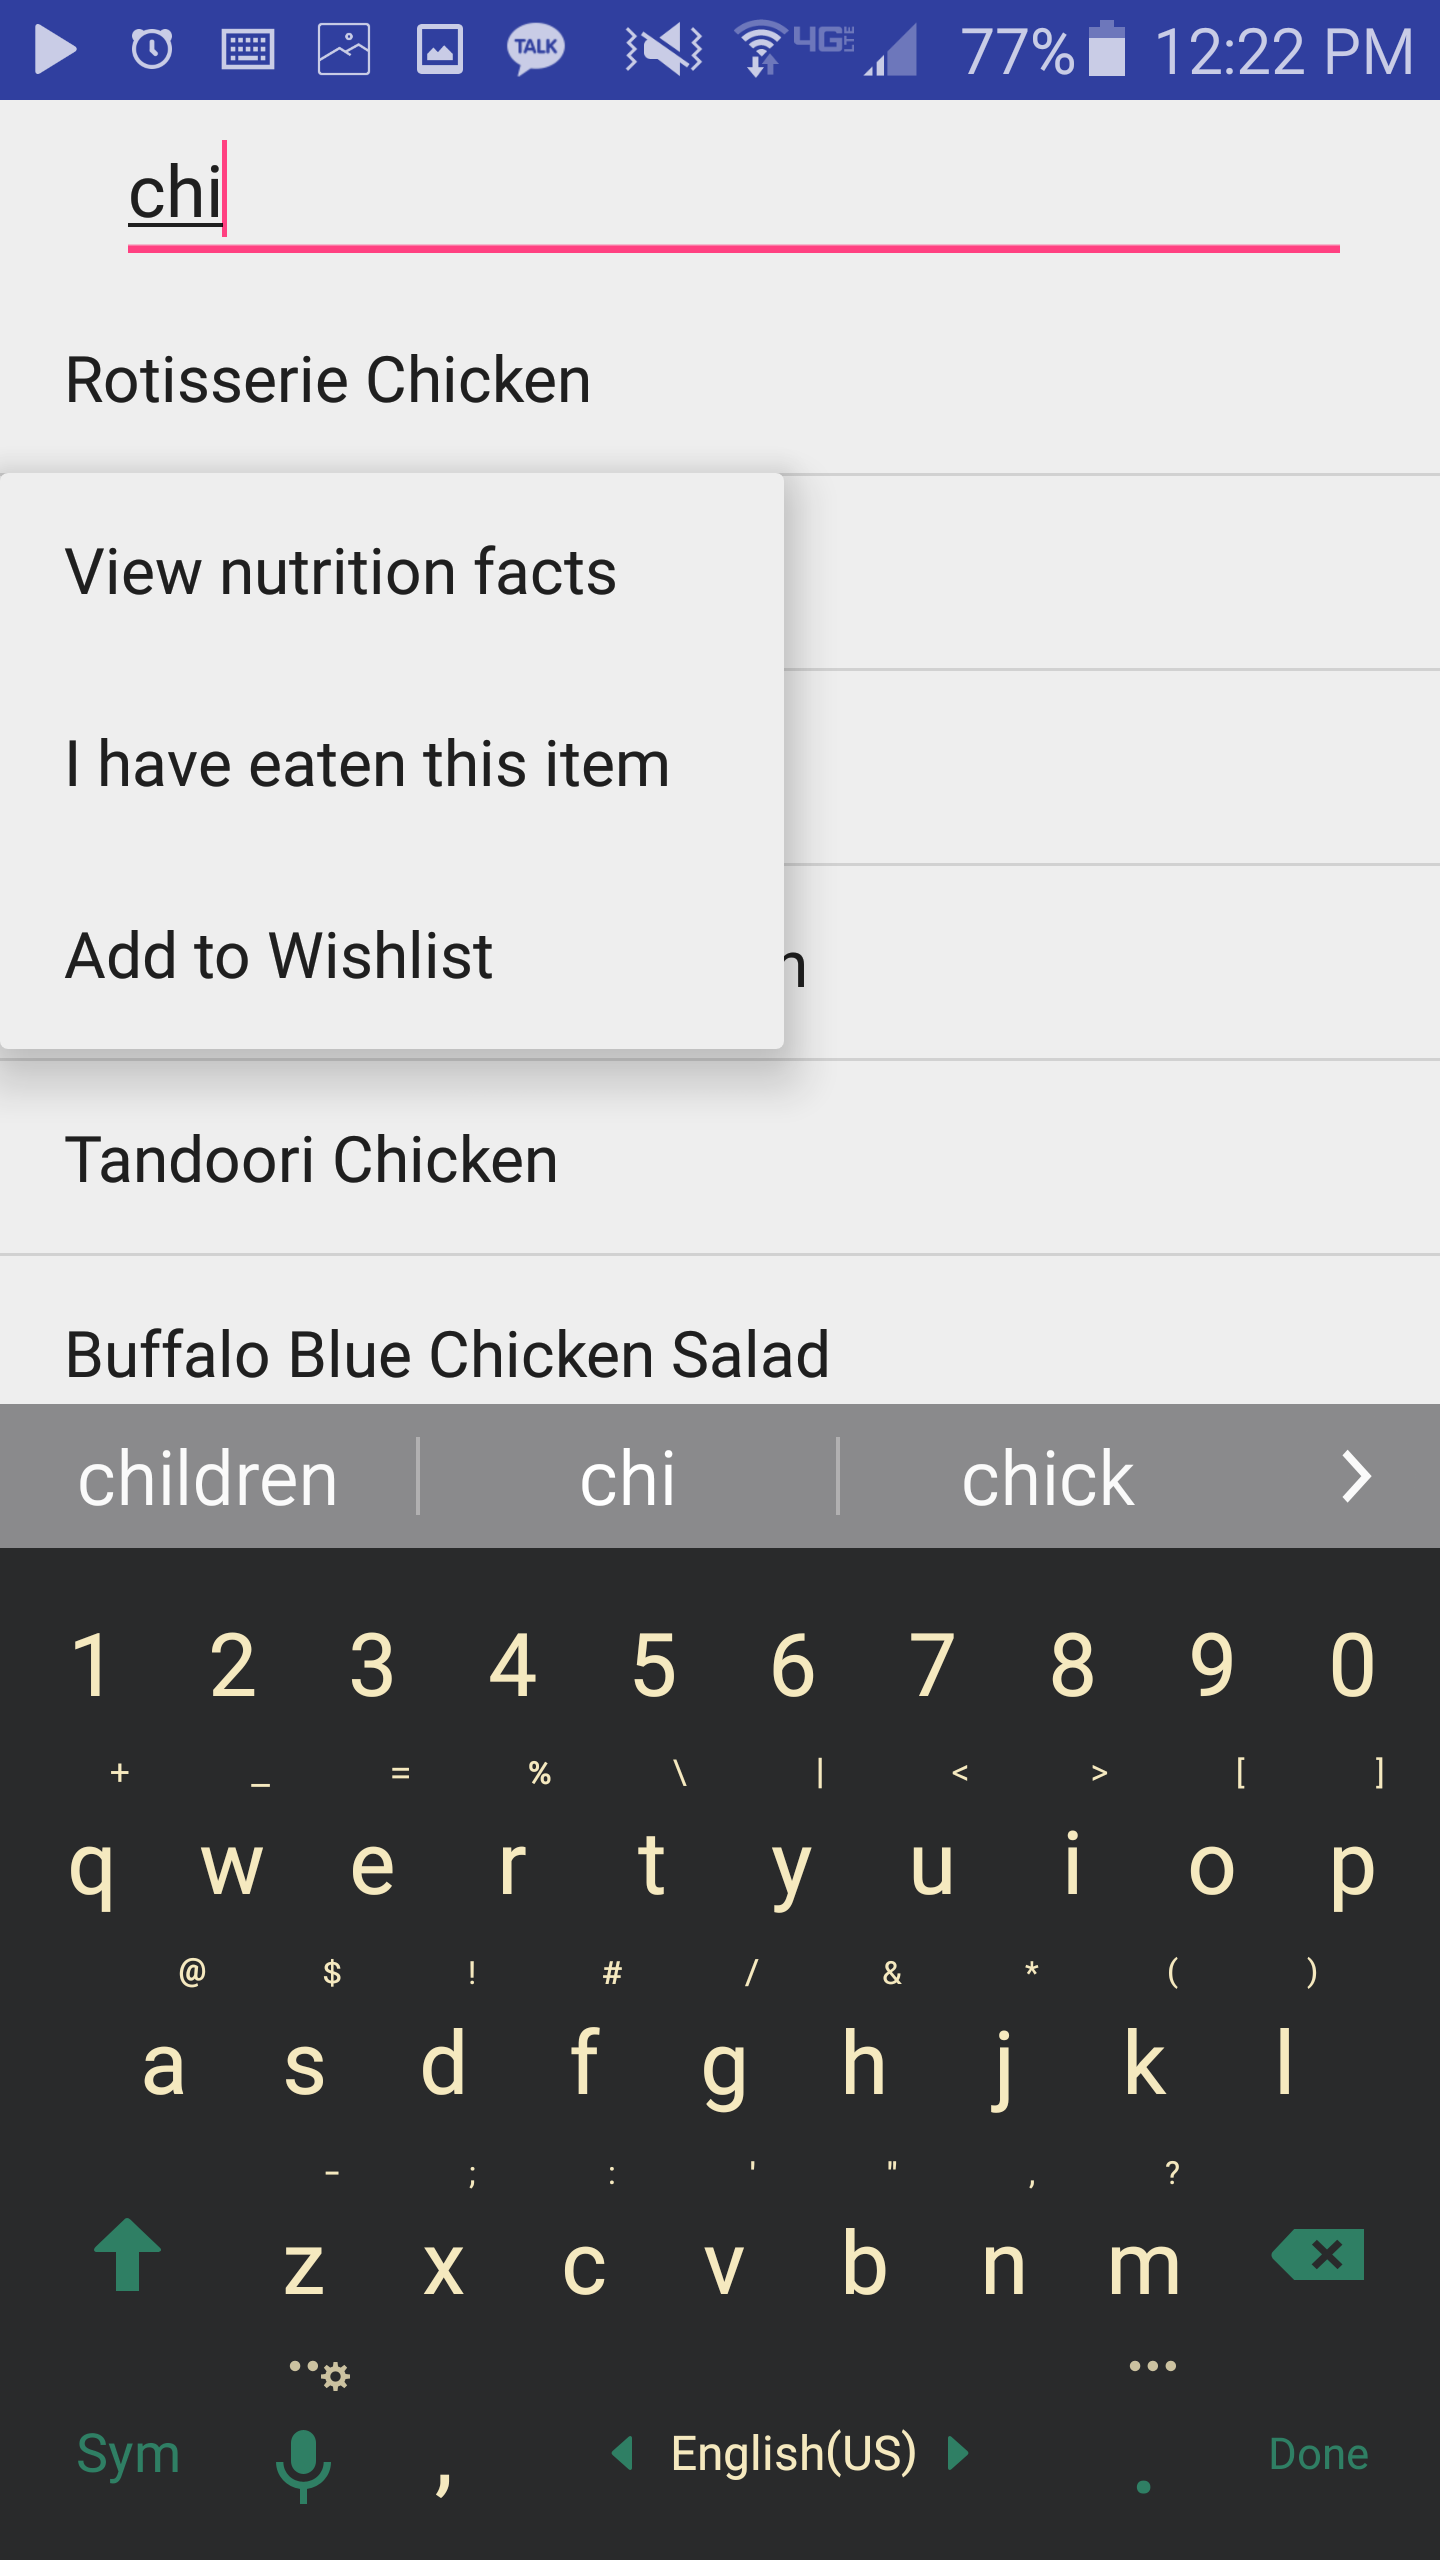 TALK 4G LTE 77% 12:22 PM
chi
Rotisserie Chicken
View nutrition facts
I have eaten this item
Add to Wishlist
n
Tandoori Chicken
Buffalo Blue Chicken Salad
children chi chick
1 2 3 4 5 6 7 8 9 0
+ _ = % \ | < > [ ]
q w e r t y u i o p
@ $ ! # / & * ( )
a s d f g h j k l
- ; : ' " , ?
z x c v b n m
Sym , English(US) . Done